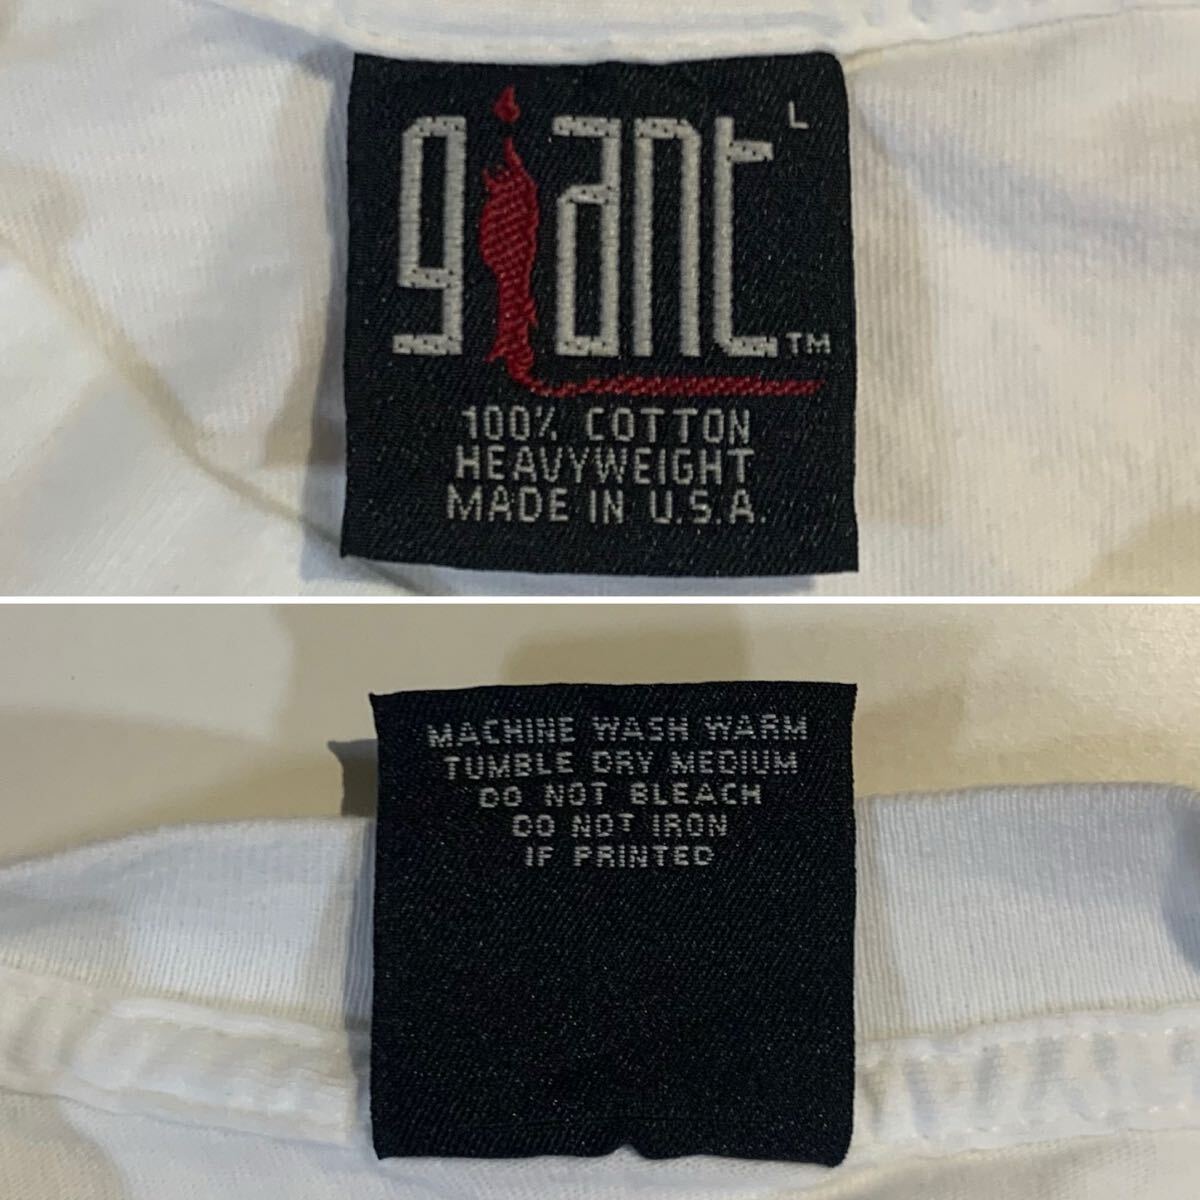 giant L
TM
100% COTTON
HEAVYWEIGHT
MADE IN U.S.A.
MACHINE WASH WARM
TUMBLE DRY MEDIUM
DO NOT BLEACH
DO NOT IRON
IF PRINTED